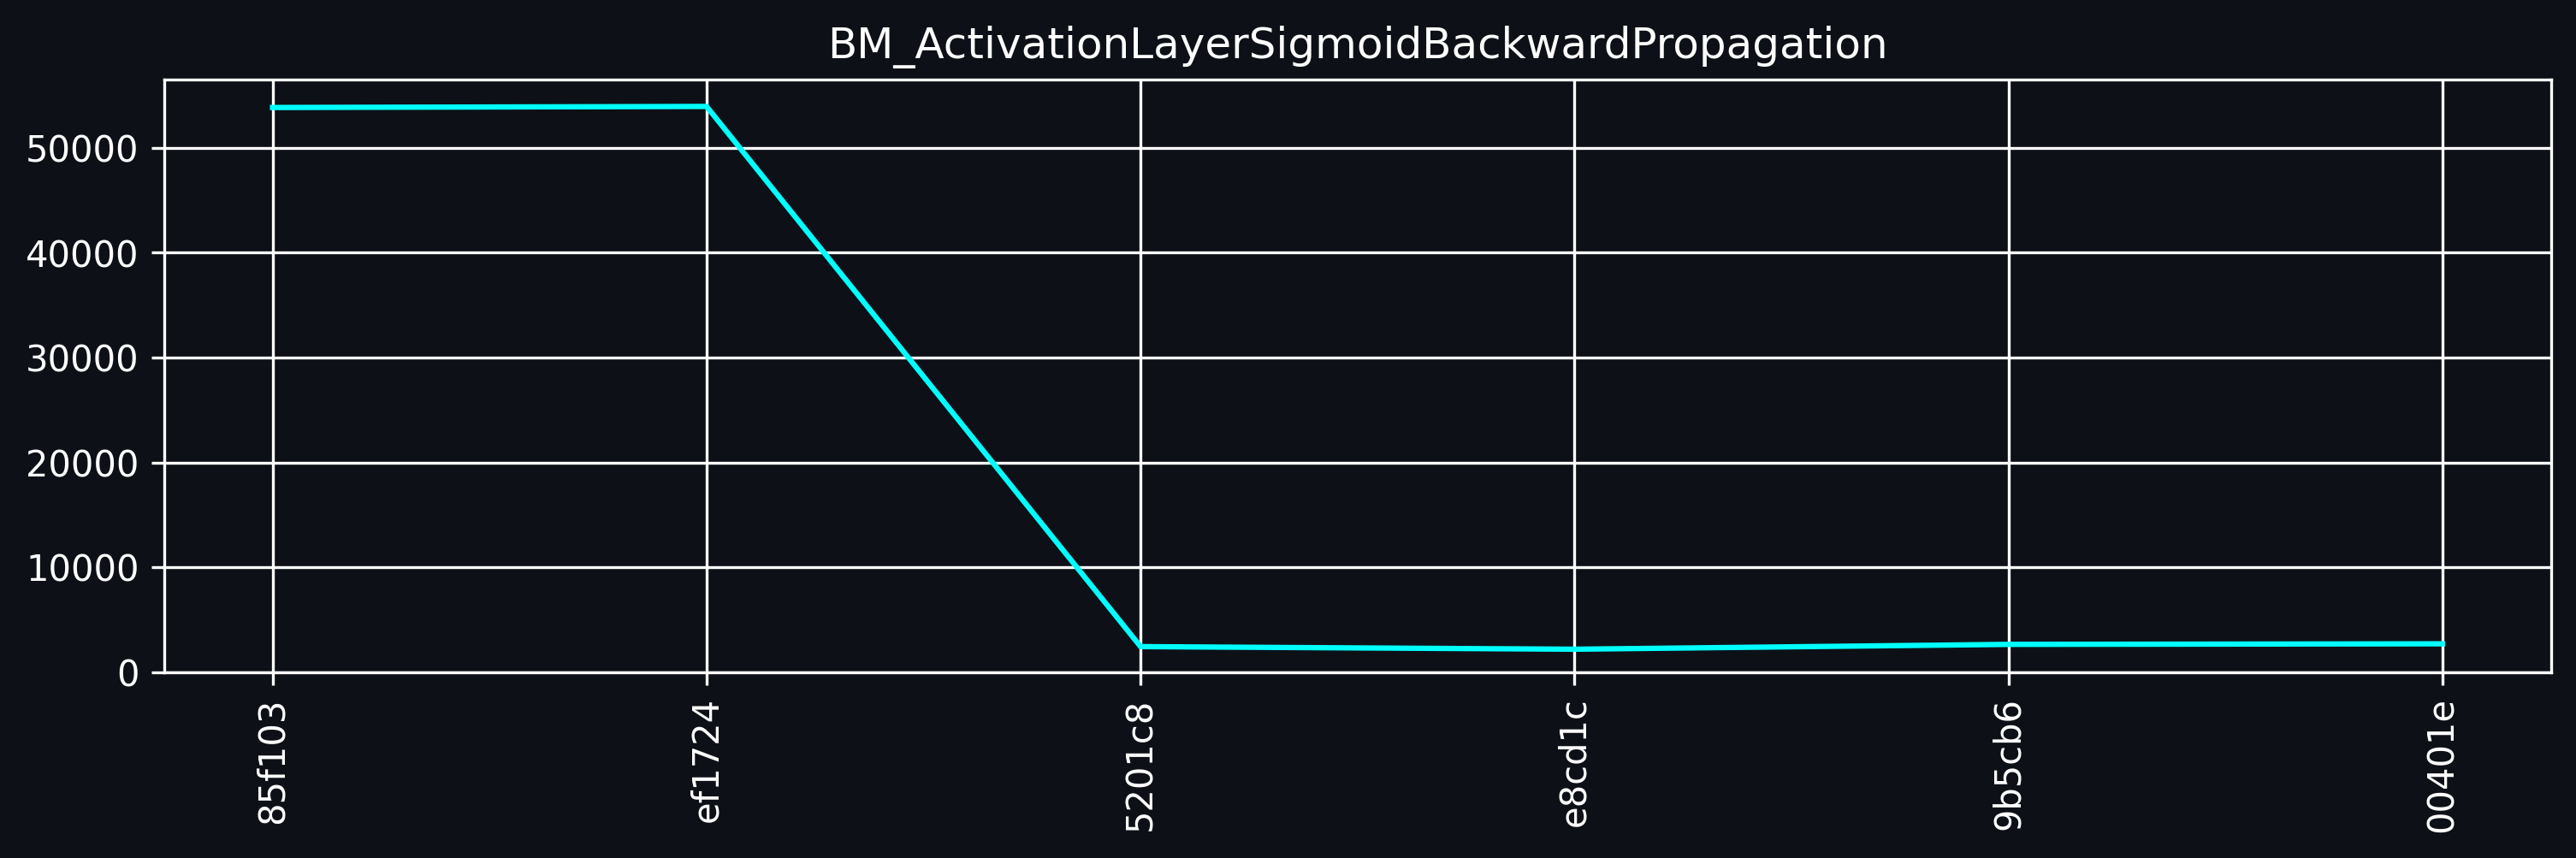 BM_ActivationLayerSigmoidBackwardPropagation
50000
40000
30000
20000
10000
0
85f103
ef1724
5201c8
e8cd1c
9b5cb6
00401e